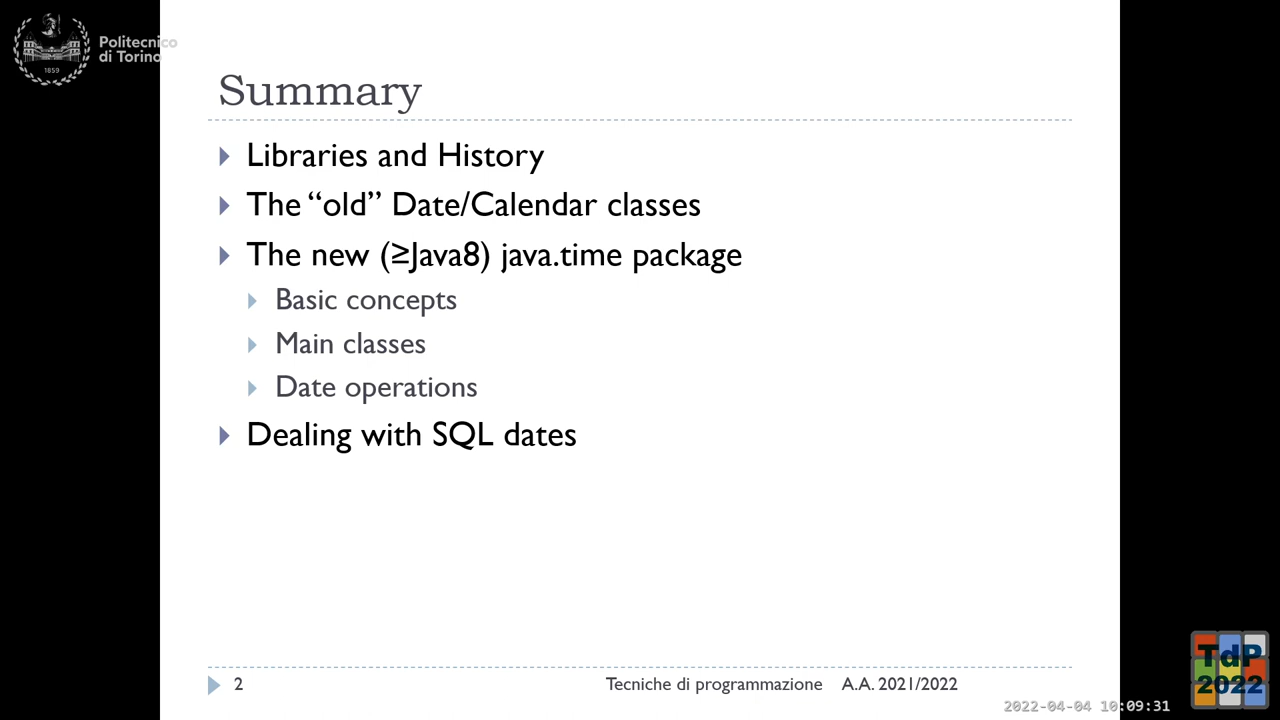 Politecnico
di Torino
1859
Summary
Libraries and History
The “old” Date/Calendar classes
The new (≥Java8) java.time package
Basic concepts
Main classes
Date operations
Dealing with SQL dates
2
Tecniche di programmazione A.A. 2021/2022
2022-04-04 10:09:31
TdP
2022